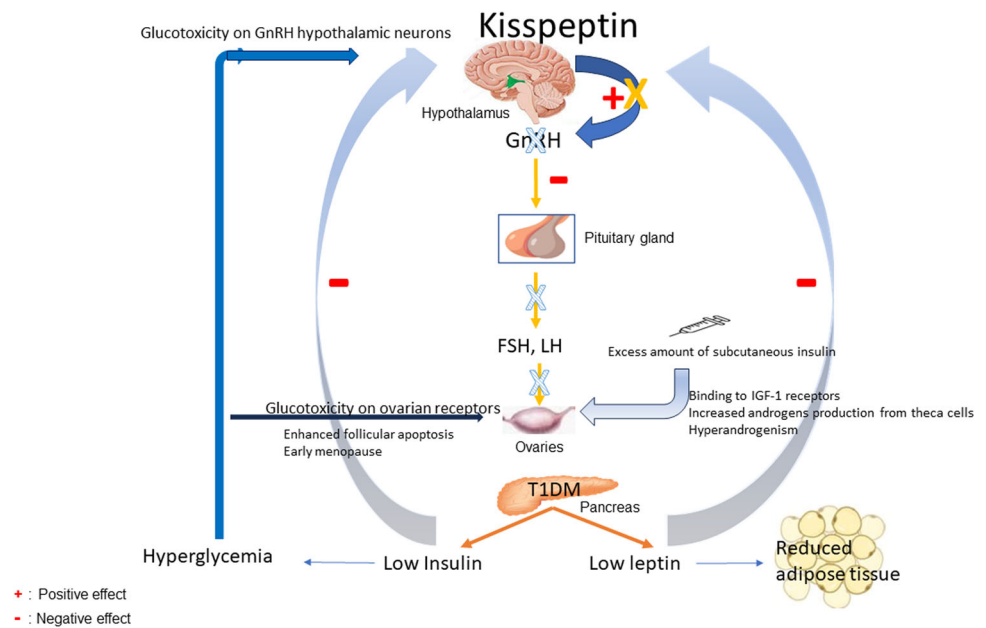 Kisspeptin
Glucotoxicity on GnRH hypothalamic neurons
+
X
Hypothalamus
GnRH
X
-
Pituitary gland
-
-
X
FSH, LH
Excess amount of subcutaneous insulin
X
Binding to IGF-1 receptors
Increased androgens production from theca cells
Hyperandrogenism
Glucotoxicity on ovarian receptors
Enhanced follicular apoptosis
Early menopause
Ovaries
T1DM
Pancreas
Hyperglycemia
Low Insulin
Low leptin
Reduced
adipose tissue
+ : Positive effect
- : Negative effect